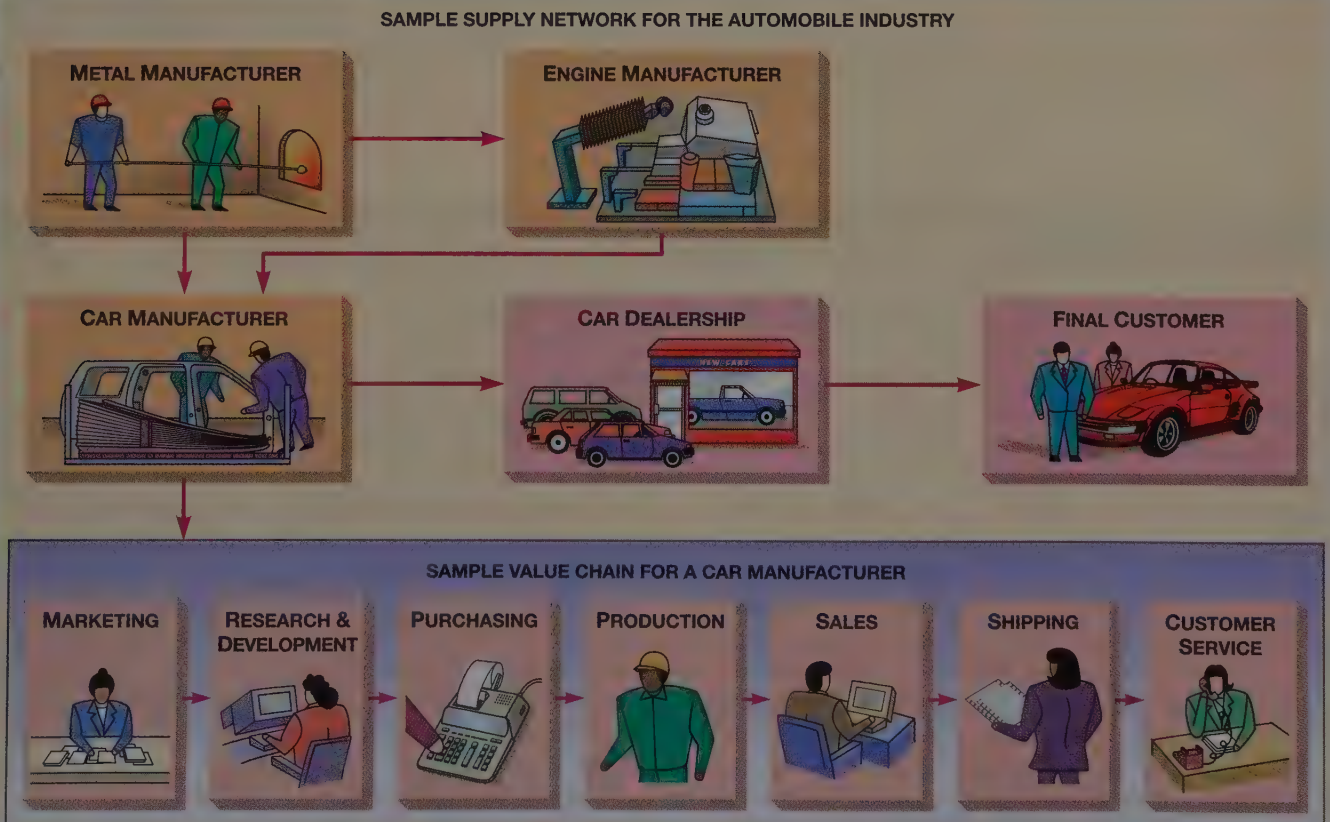 SAMPLE SUPPLY NETWORK FOR THE AUTOMOBILE INDUSTRY
METAL MANUFACTURER
ENGINE MANUFACTURER
CAR MANUFACTURER
CAR DEALERSHIP
NEW CARS
FINAL CUSTOMER
SAMPLE VALUE CHAIN FOR A CAR MANUFACTURER
MARKETING
RESEARCH &
DEVELOPMENT
PURCHASING
PRODUCTION
SALES
SHIPPING
CUSTOMER
SERVICE